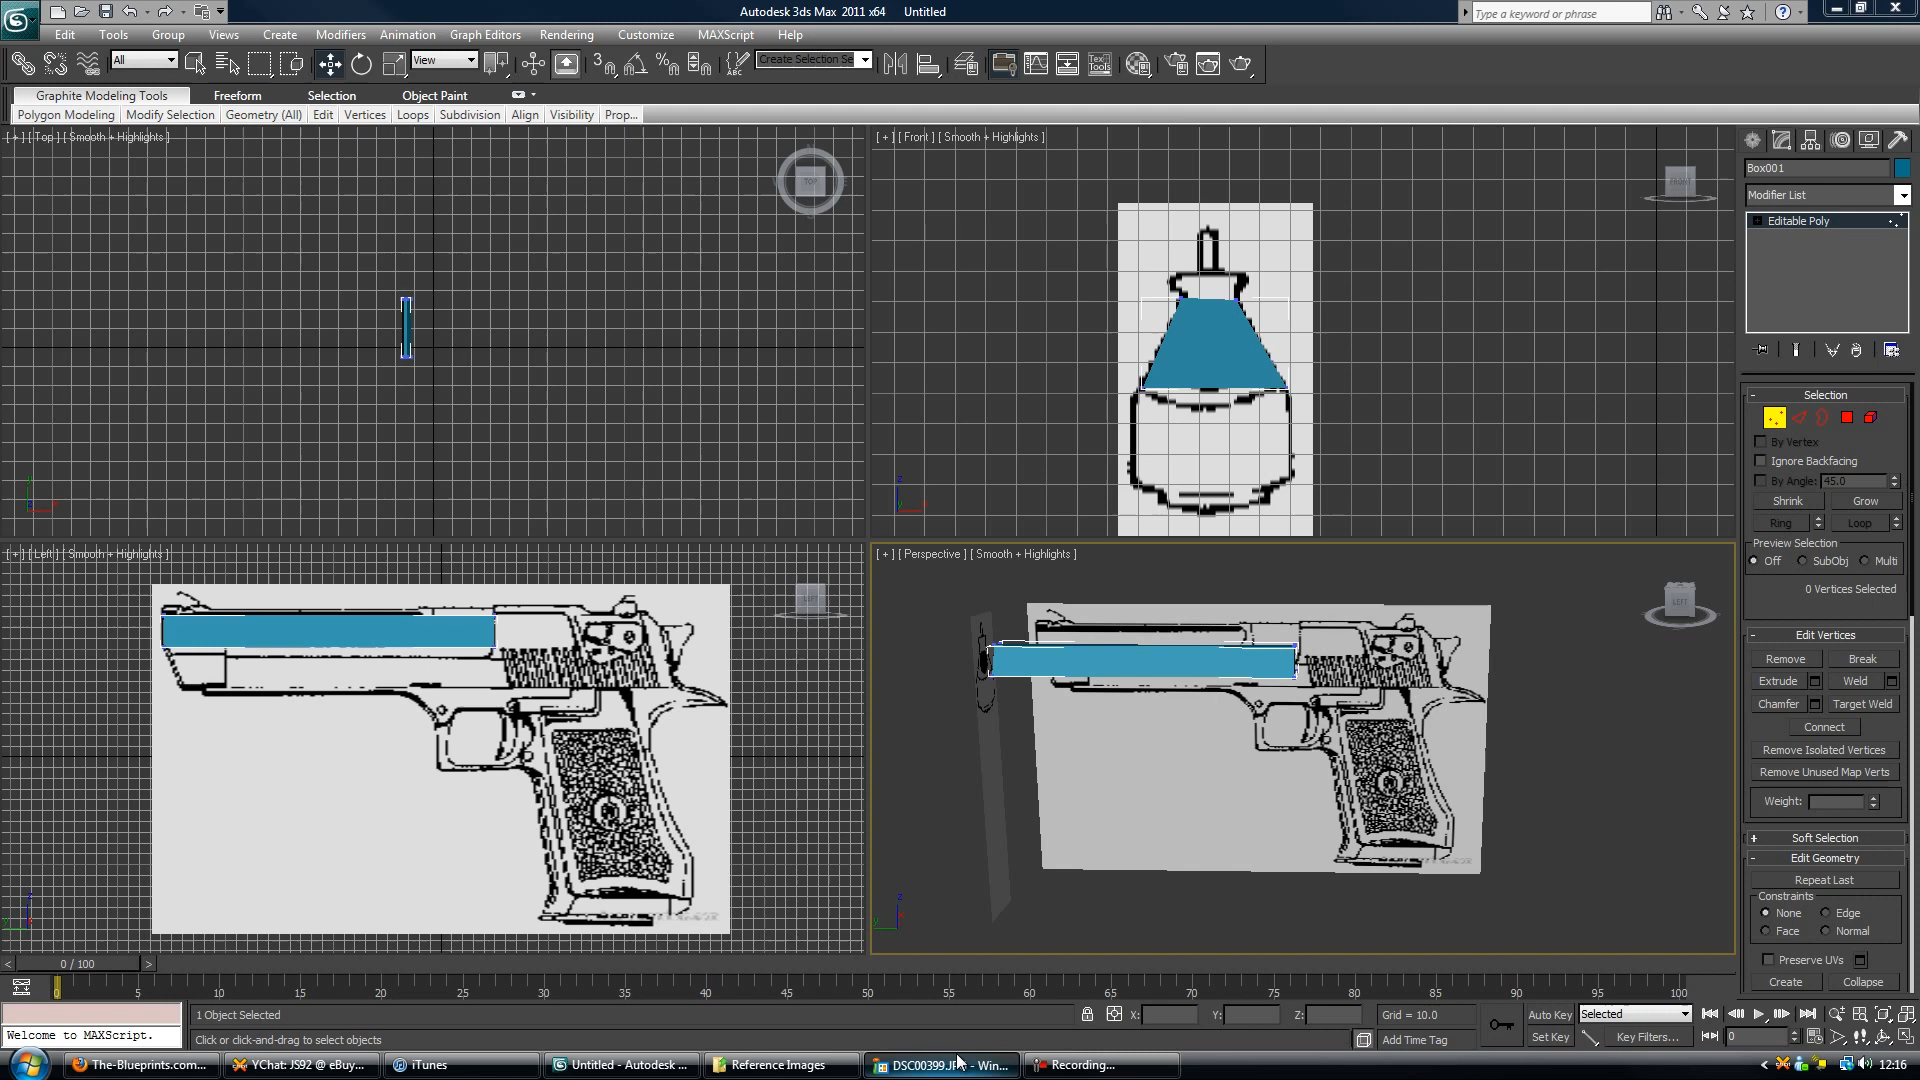 Autodesk 3ds Max 2011 x64 Untitled
Type a keyword or phrase
Edit Tools Group Views Create Modifiers Animation Graph Editors Rendering Customize MAXScript Help
All View Create Selection Se
Graphite Modeling Tools Freeform Selection Object Paint
Polygon Modeling Modify Selection Geometry (All) Edit Vertices Loops Subdivision Align Visibility Prop...
[ + ] [ Top ] [ Smooth + Highlights ]
TOP
[ + ] [ Front ] [ Smooth + Highlights ]
FRONT
Box001
Modifier List
Editable Poly
Selection
By Vertex
Ignore Backfacing
By Angle: 45.0
Shrink Grow
Ring Loop
Preview Selection
Off SubObj Multi
0 Vertices Selected
[ + ] [ Left ] [ Smooth + Highlights ]
LEFT
[ + ] [ Perspective ] [ Smooth + Highlights ]
LEFT
Edit Vertices
Remove Break
Extrude Weld
Chamfer Target Weld
Connect
Remove Isolated Vertices
Remove Unused Map Verts
Weight:
Soft Selection
Edit Geometry
Repeat Last
Constraints
None Edge
Face Normal
Preserve UVs
Create Collapse
< 0 / 100 >
0 5 10 15 20 25 30 35 40 45 50 55 60 65 70 75 80 85 90 95 100
1 Object Selected X: Y: Z: Grid = 10.0 Auto Key Selected
Welcome to MAXScript. Click or click-and-drag to select objects Add Time Tag Set Key Key Filters... 0
The-Blueprints.com... YChat: JS92 @ eBuy... iTunes Untitled - Autodesk ... Reference Images DSC00399.JP - Win... Recording... 12:16